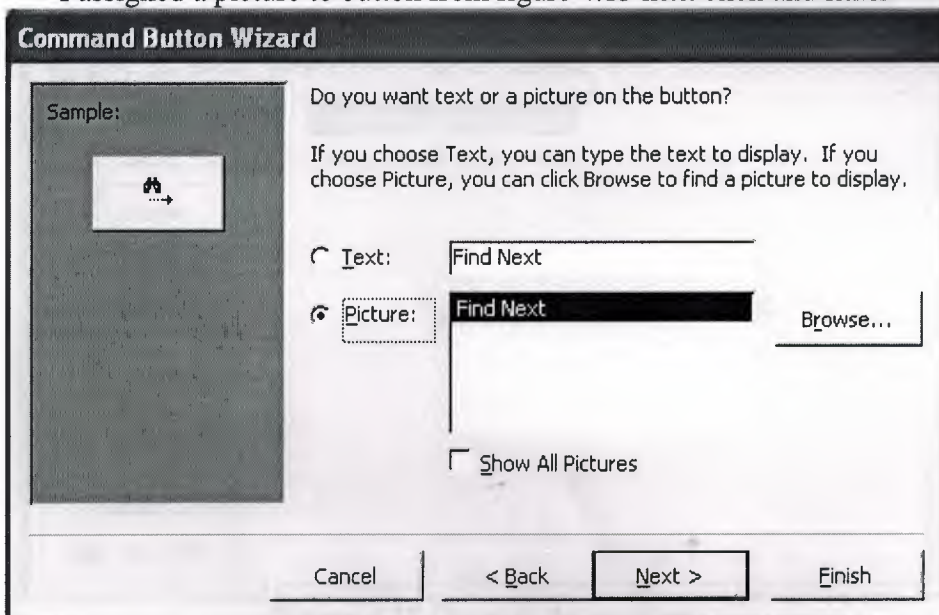 Command Button Wizard
Sample:
Do you want text or a picture on the button?
If you choose Text, you can type the text to display. If you
choose Picture, you can click Browse to find a picture to display.
Text:
Find Next
Picture:
Find Next
Browse...
Show All Pictures
Cancel
< Back
Next >
Finish